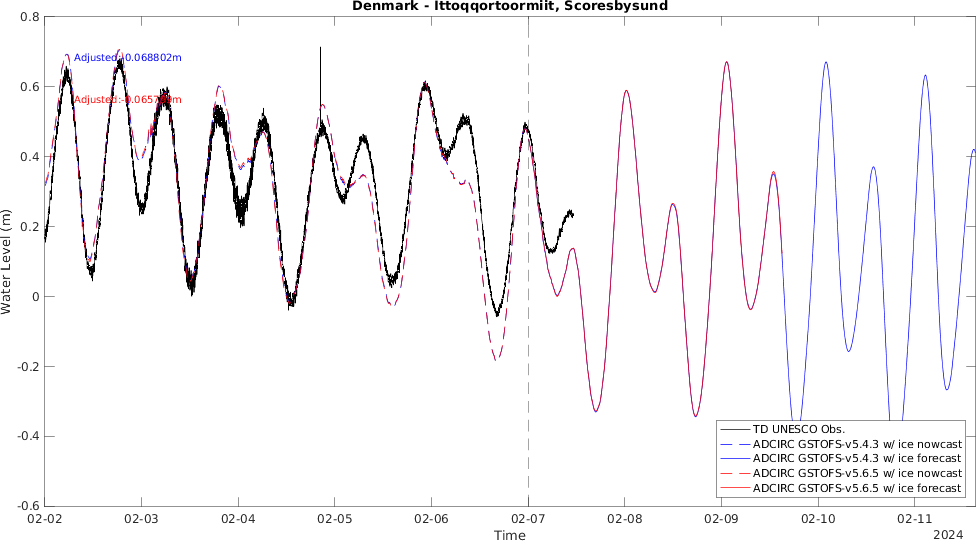 Denmark - Ittoqqortoormiit, Scoresbysund
Water Level (m)
0.8
0.6
0.4
0.2
0
-0.2
-0.4
-0.6
Adjusted:-0.068802m
TD UNESCO Obs.
ADCIRC GSTOFS-v5.4.3 w/ ice nowcast
ADCIRC GSTOFS-v5.4.3 w/ ice forecast
ADCIRC GSTOFS-v5.6.5 w/ ice nowcast
ADCIRC GSTOFS-v5.6.5 w/ ice forecast
02-02 02-03 02-04 02-05 02-06 02-07 02-08 02-09 02-10 02-11
Time
2024